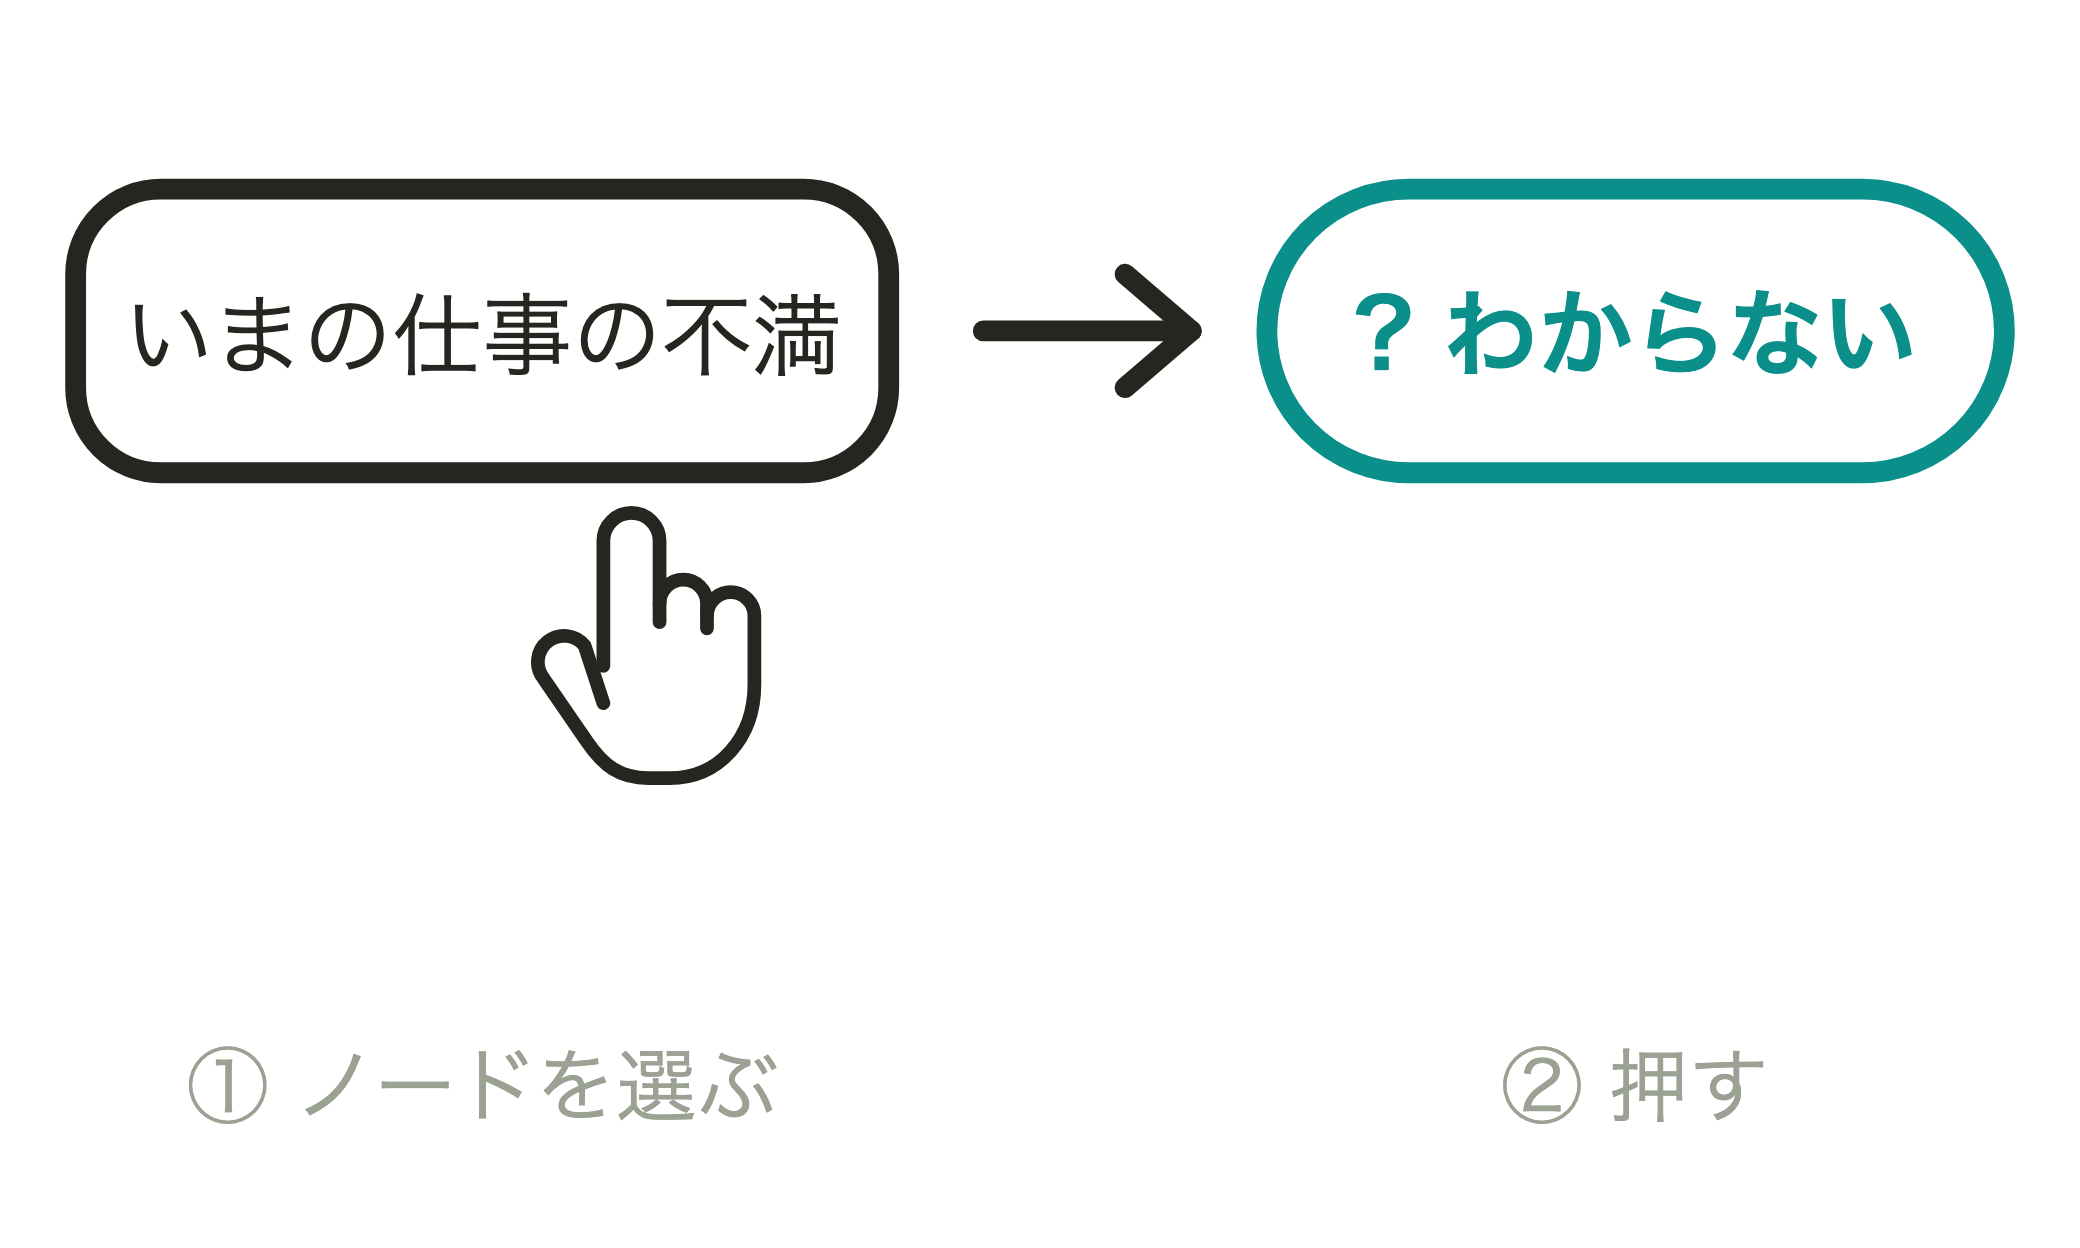 いまの仕事の不満
? わからない
① ノードを選ぶ
② 押す